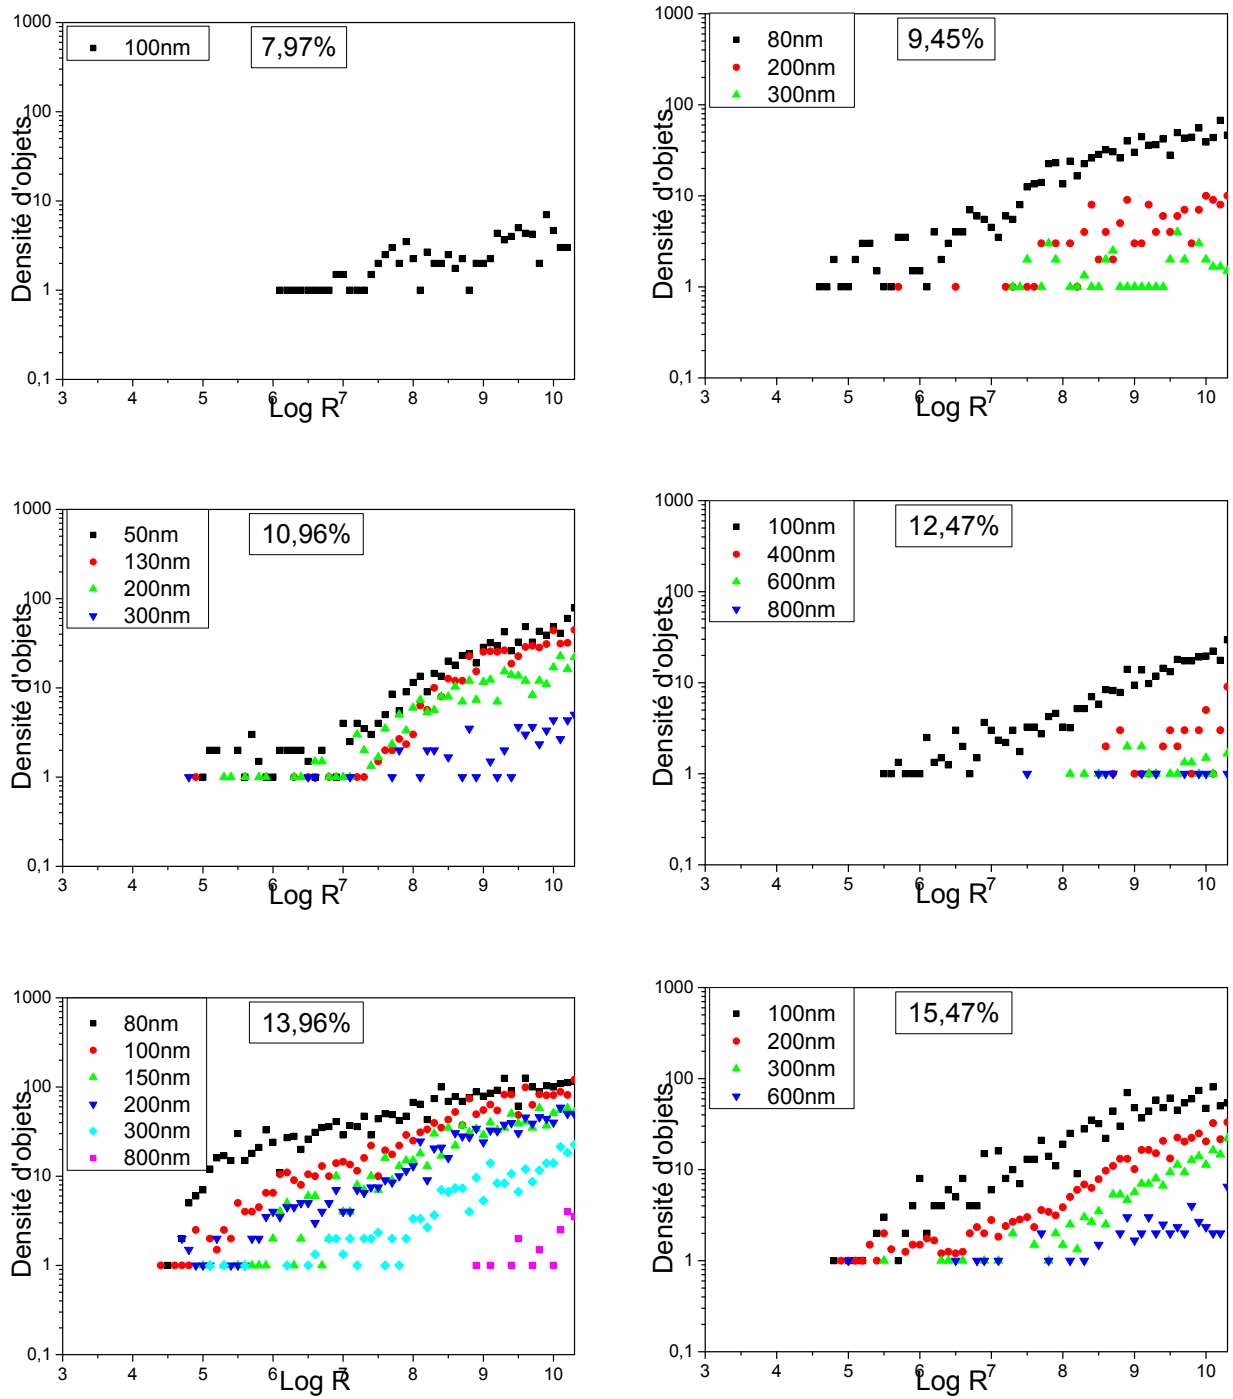 100nm
7,97%
1000
100
10
1
0,1
Densité d'objets
3 4 5 6 7 8 9 10
Log R
80nm
200nm
300nm
9,45%
1000
100
10
1
0,1
Densité d'objets
3 4 5 6 7 8 9 10
Log R
50nm
130nm
200nm
300nm
10,96%
1000
100
10
1
0,1
Densité d'objets
3 4 5 6 7 8 9 10
Log R
100nm
400nm
600nm
800nm
12,47%
1000
100
10
1
0,1
Densité d'objets
3 4 5 6 7 8 9 10
Log R
80nm
100nm
150nm
200nm
300nm
800nm
13,96%
1000
100
10
1
0,1
Densité d'objets
3 4 5 6 7 8 9 10
Log R
100nm
200nm
300nm
600nm
15,47%
1000
100
10
1
0,1
Densité d'objets
3 4 5 6 7 8 9 10
Log R